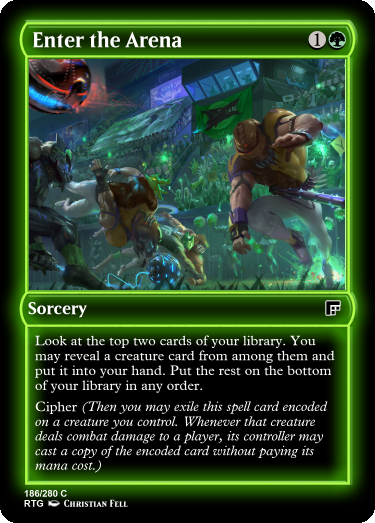 Enter the Arena
1
Sorcery
Look at the top two cards of your library. You
may reveal a creature card from among them and
put it into your hand. Put the rest on the bottom
of your library in any order.
Cipher (Then you may exile this spell card encoded
on a creature you control. Whenever that creature
deals combat damage to a player, its controller may
cast a copy of the encoded card without paying its
mana cost.)
186/280 C
RTG Christian Fell